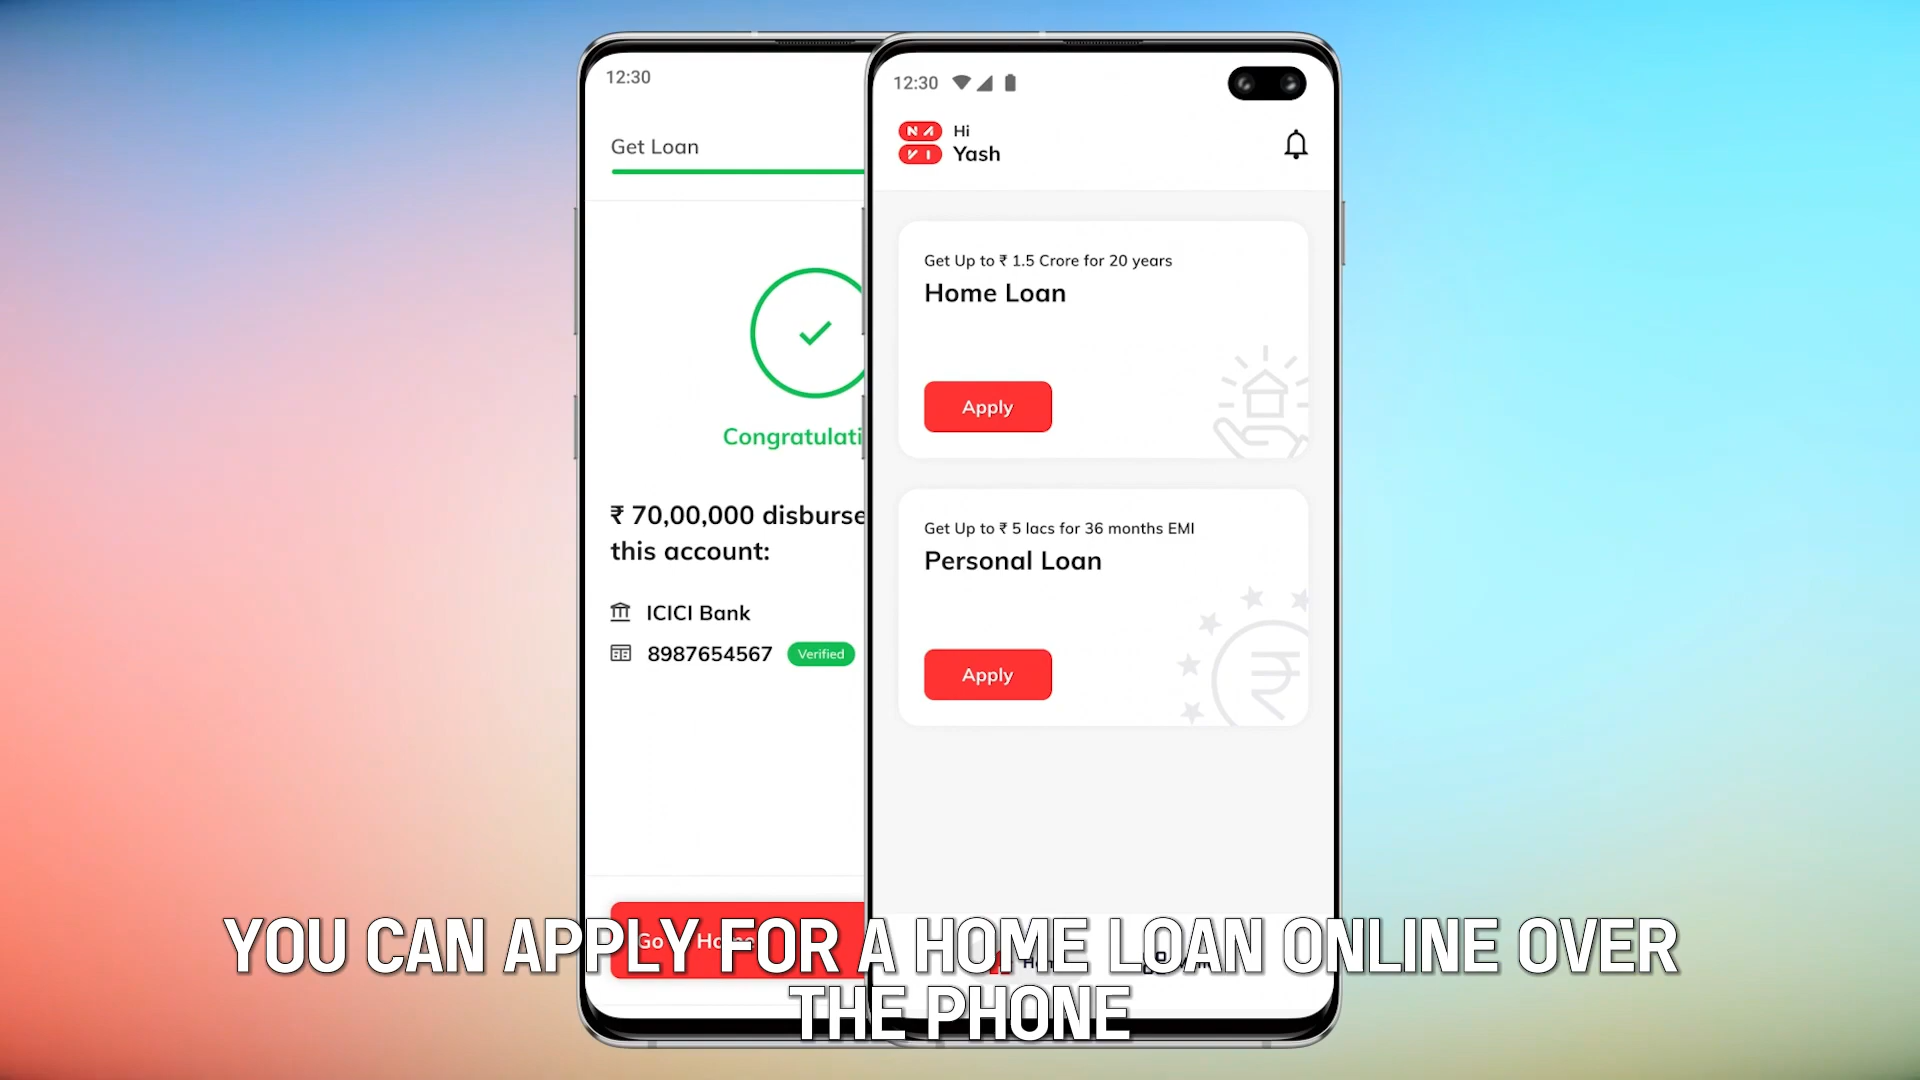 12:30
Get Loan
Congratulati
₹ 70,00,000 disburse
this account:
ICICI Bank
8987654567 Verified
12:30
NAVI
Hi
Yash
Get Up to ₹ 1.5 Crore for 20 years
Home Loan
Apply
Get Up to ₹ 5 lacs for 36 months EMI
Personal Loan
Apply
YOU CAN APPLY FOR A HOME LOAN ONLINE OVER
THE PHONE